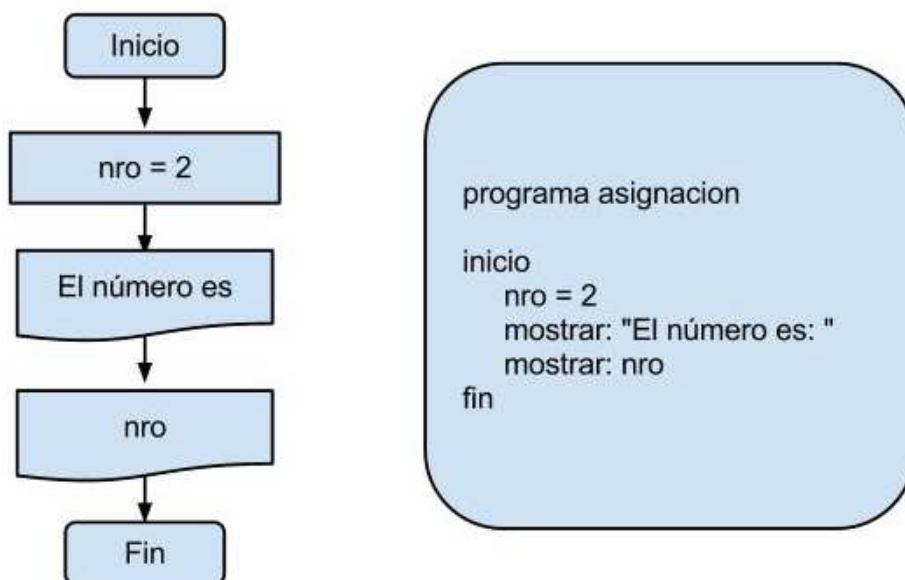 Inicio
nro = 2
El número es
nro
Fin
programa asignacion
inicio
nro = 2
mostrar: "El número es: "
mostrar: nro
fin